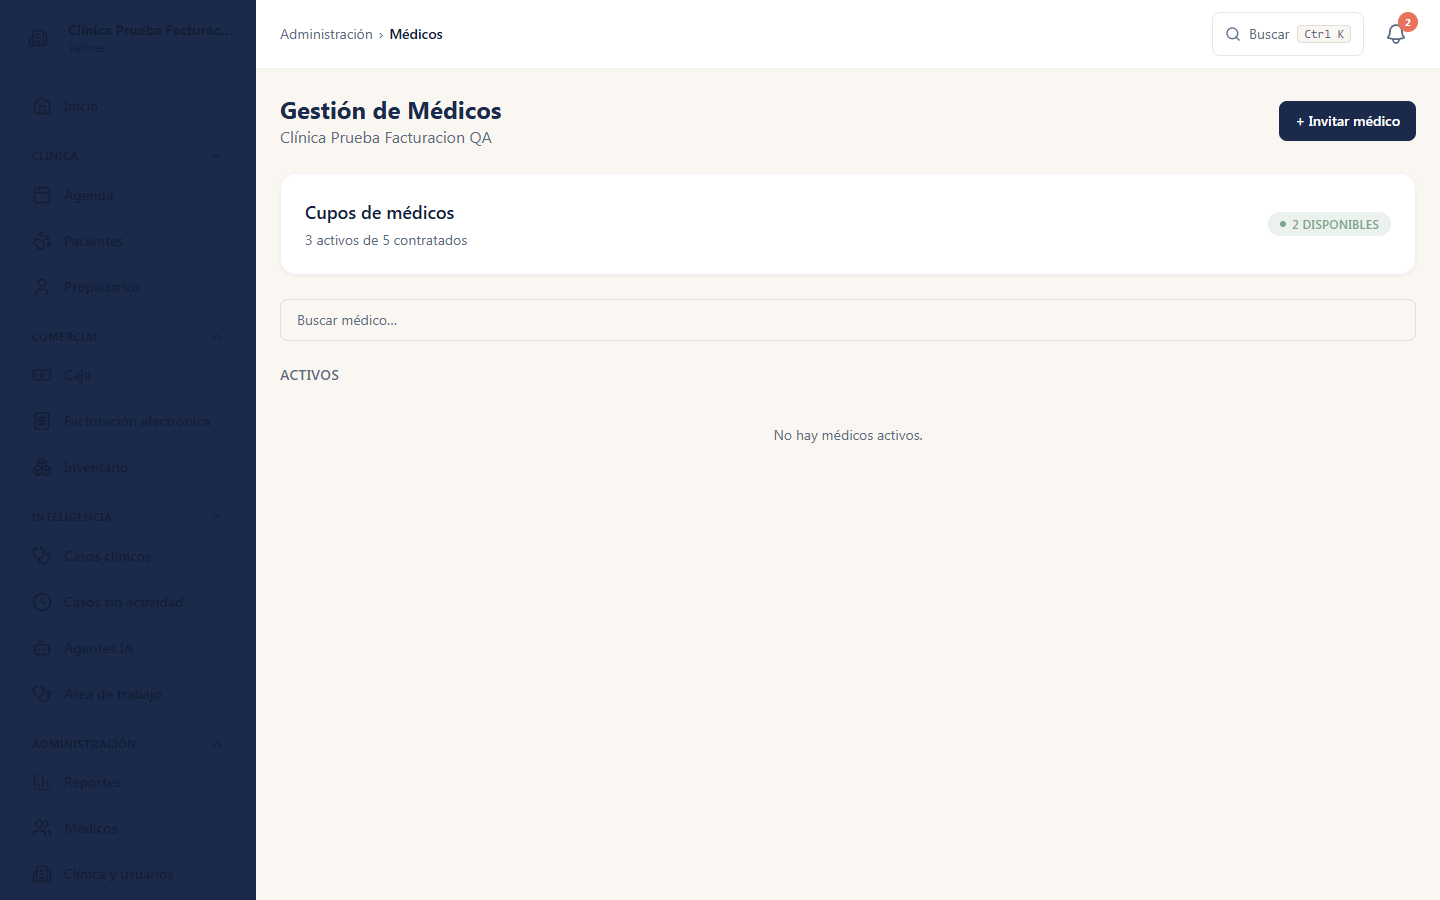 Clínica Prueba Facturac...
Vetline
Inicio
CLÍNICA
Agenda
Pacientes
Propietarios
COMERCIAL
Caja
Facturación electrónica
Inventario
INTELIGENCIA
Casos clínicos
Casos sin actividad
Agentes IA
Área de trabajo
ADMINISTRACIÓN
Reportes
Médicos
Clínica y usuarios
Administración › Médicos
Buscar Ctrl K
2
Gestión de Médicos
Clínica Prueba Facturacion QA
+ Invitar médico
Cupos de médicos
3 activos de 5 contratados
2 DISPONIBLES
Buscar médico...
ACTIVOS
No hay médicos activos.